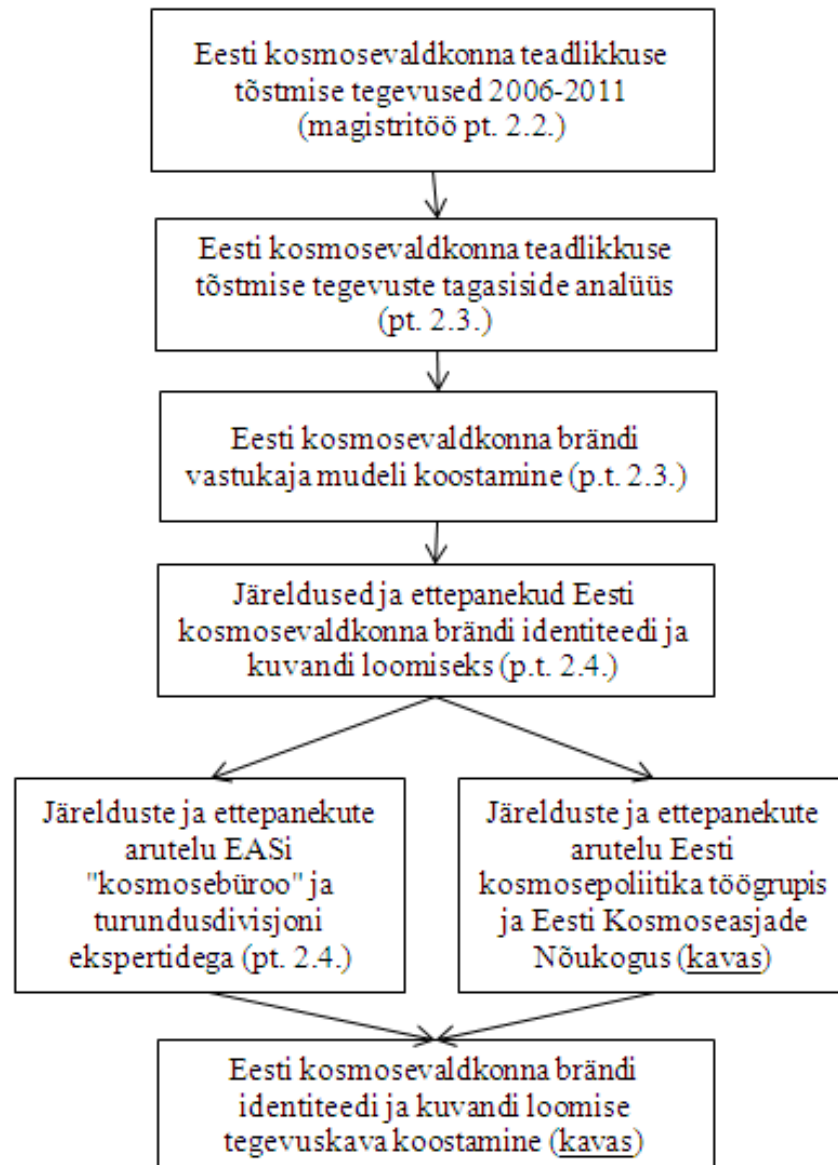 Eesti kosmosevaldkonna teadlikkuse
tõstmise tegevused 2006-2011
(magistritöö pt. 2.2.)
Eesti kosmosevaldkonna teadlikkuse
tõstmise tegevuste tagasiside analüüs
(pt. 2.3.)
Eesti kosmosevaldkonna brändi
vastukaja mudeli koostamine (p.t. 2.3.)
Järeldused ja ettepanekud Eesti
kosmosevaldkonna brändi identiteedi ja
kuvandi loomiseks (p.t. 2.4.)
Järelduste ja ettepanekute
arutelu EASi
"kosmosebüroo" ja
turundusdivisjoni
ekspertidega (pt. 2.4.)
Järelduste ja ettepanekute
arutelu Eesti
kosmosepoliitika töögrupis
ja Eesti Kosmoseasjade
Nõukogus (kavas)
Eesti kosmosevaldkonna brändi
identiteedi ja kuvandi loomise
tegevuskava koostamine (kavas)